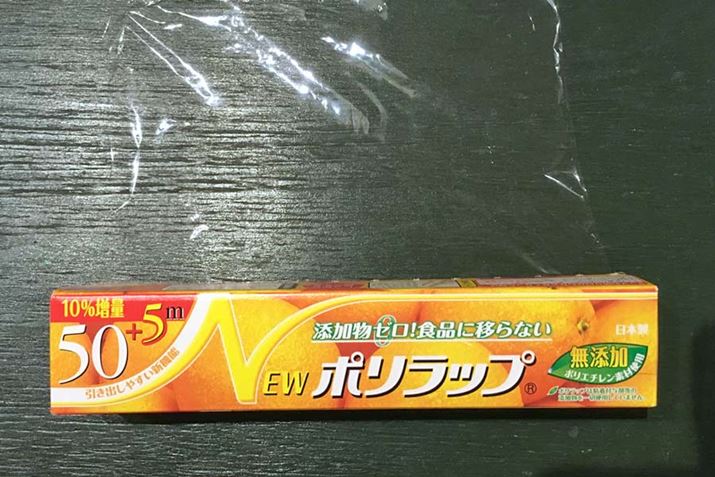 10%増量
50+5m
引き出しやすい新機能
添加物ゼロ!食品に移らない
NEWポリラップ®
日本製
無添加
ポリエチレン素材使用